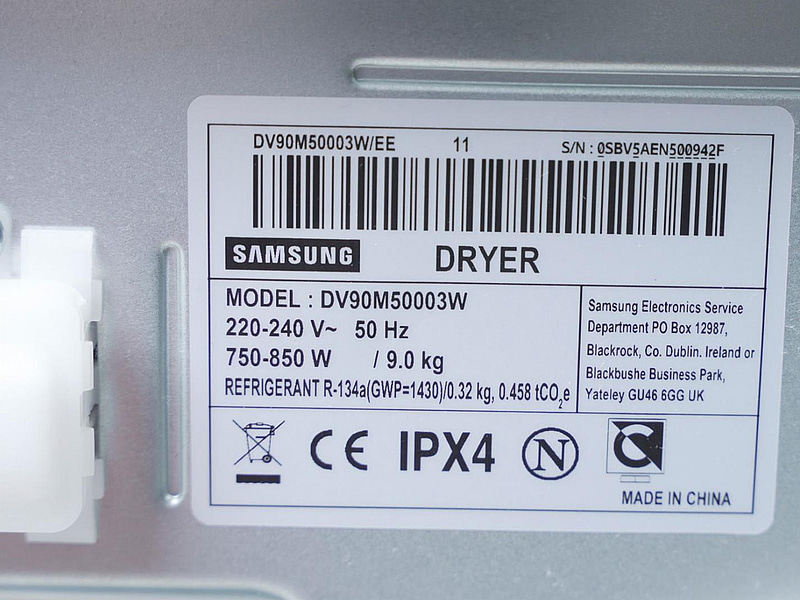 DV90M50003W/EE 11 S/N : 0SBV5AEN500942F
SAMSUNG DRYER
MODEL : DV90M50003W
220-240 V~ 50 Hz
750-850 W / 9.0 kg
REFRIGERANT R-134a(GWP=1430)/0.32 kg, 0.458 tCO2e
Samsung Electronics Service
Department PO Box 12987,
Blackrock, Co. Dublin. Ireland or
Blackbushe Business Park,
Yateley GU46 6GG UK
CE IPX4 N
MADE IN CHINA